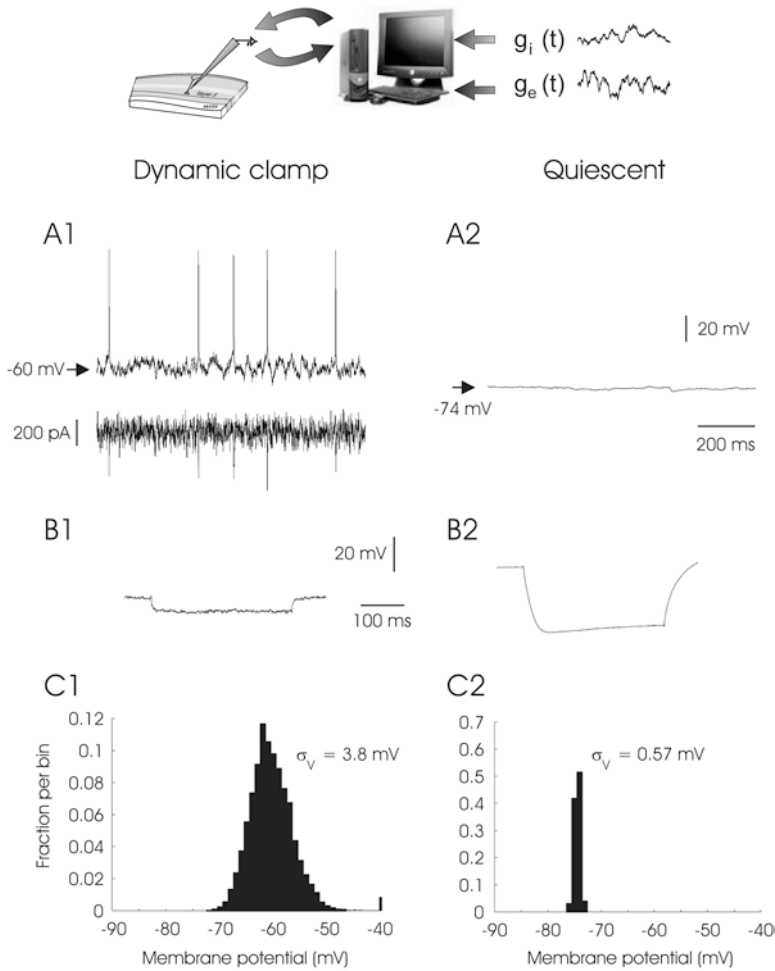 g_i (t)
g_e (t)
Dynamic clamp
Quiescent
A1
A2
-60 mV
20 mV
-74 mV
200 pA
200 ms
B1
B2
20 mV
100 ms
C1
C2
σ_V = 3.8 mV
σ_V = 0.57 mV
Fraction per bin
0.12
0.1
0.08
0.06
0.04
0.02
0
0.7
0.6
0.5
0.4
0.3
0.2
0.1
0
-90 -80 -70 -60 -50 -40
-90 -80 -70 -60 -50 -40
Membrane potential (mV)
Membrane potential (mV)